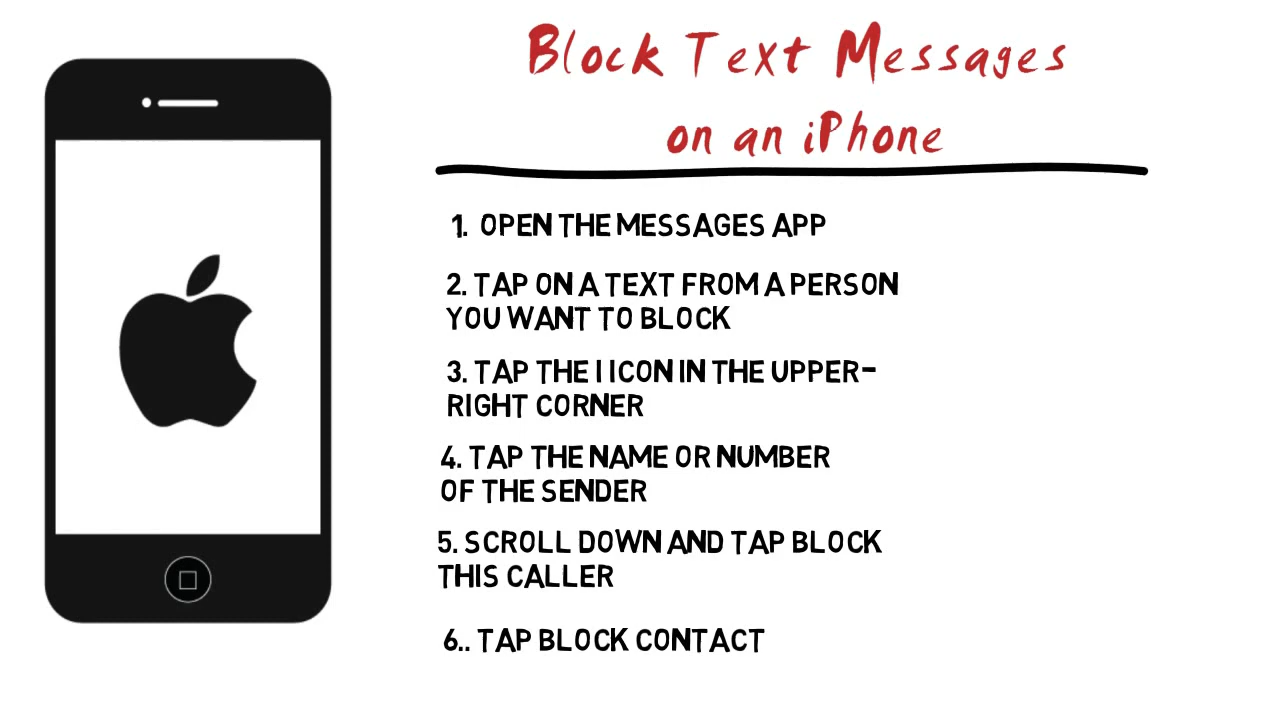 Block Text Messages
on an iPhone
1. OPEN THE MESSAGES APP
2. TAP ON A TEXT FROM A PERSON
YOU WANT TO BLOCK
3. TAP THE I ICON IN THE UPPER-
RIGHT CORNER
4. TAP THE NAME OR NUMBER
OF THE SENDER
5. SCROLL DOWN AND TAP BLOCK
THIS CALLER
6.. TAP BLOCK CONTACT